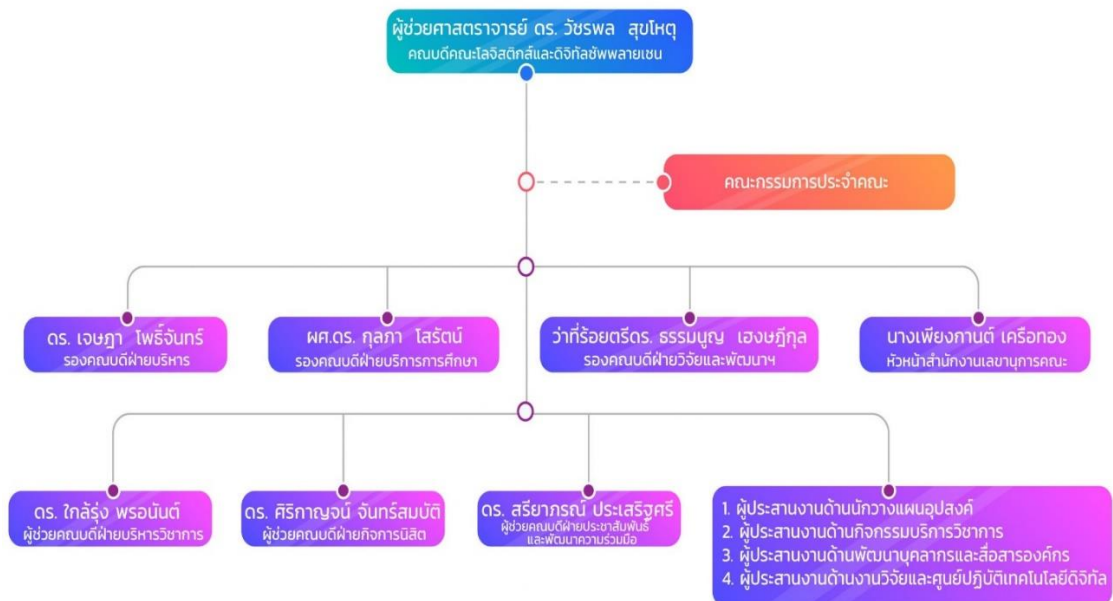 ผู้ช่วยศาสตราจารย์ ดร. วัชรพล สุขโหตุ
คณบดีคณะโลจิสติกส์และดิจิทัลซัพพลายเชน
คณะกรรมการประจำคณะ
ดร. เจษฎา โพธิ์จันทร์
รองคณบดีฝ่ายบริหาร
ผศ.ดร. กุลภา โสรัตน์
รองคณบดีฝ่ายบริการการศึกษา
ว่าที่ร้อยตรีดร. ธรรมนูญ เฮงษฎีกุล
รองคณบดีฝ่ายวิจัยและพัฒนาฯ
นางเพียงกานต์ เครือทอง
หัวหน้าสำนักงานเลขานุการคณะ
ดร. ใกล้รุ่ง พรอนันต์
ผู้ช่วยคณบดีฝ่ายบริหารวิชาการ
ดร. ศิริกาญจน์ จันทร์สมบัติ
ผู้ช่วยคณบดีฝ่ายกิจการนิสิต
ดร. สรียาภรณ์ ประเสริฐศรี
ผู้ช่วยคณบดีฝ่ายประชาสัมพันธ์
และพัฒนาความร่วมมือ
1. ผู้ประสานงานด้านนักวางแผนอุปสงค์
2. ผู้ประสานงานด้านกิจกรรมบริการวิชาการ
3. ผู้ประสานงานด้านพัฒนาบุคลากรและสื่อสารองค์กร
4. ผู้ประสานงานด้านงานวิจัยและศูนย์ปฏิบัติเทคโนโลยีดิจิทัล